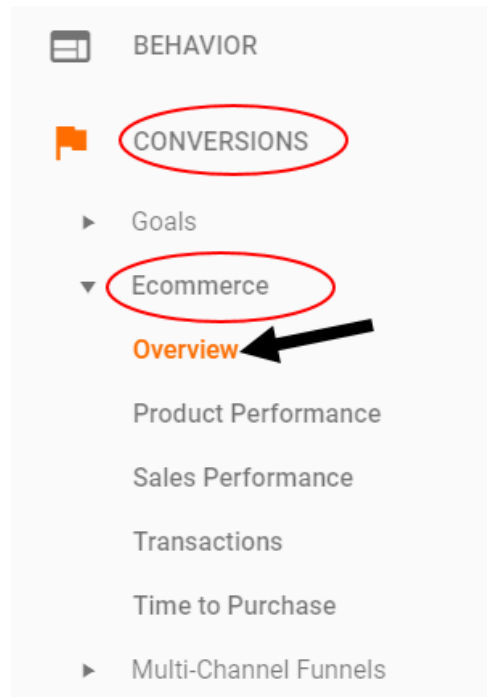 BEHAVIOR
CONVERSIONS
Goals
Ecommerce
Overview
Product Performance
Sales Performance
Transactions
Time to Purchase
Multi-Channel Funnels